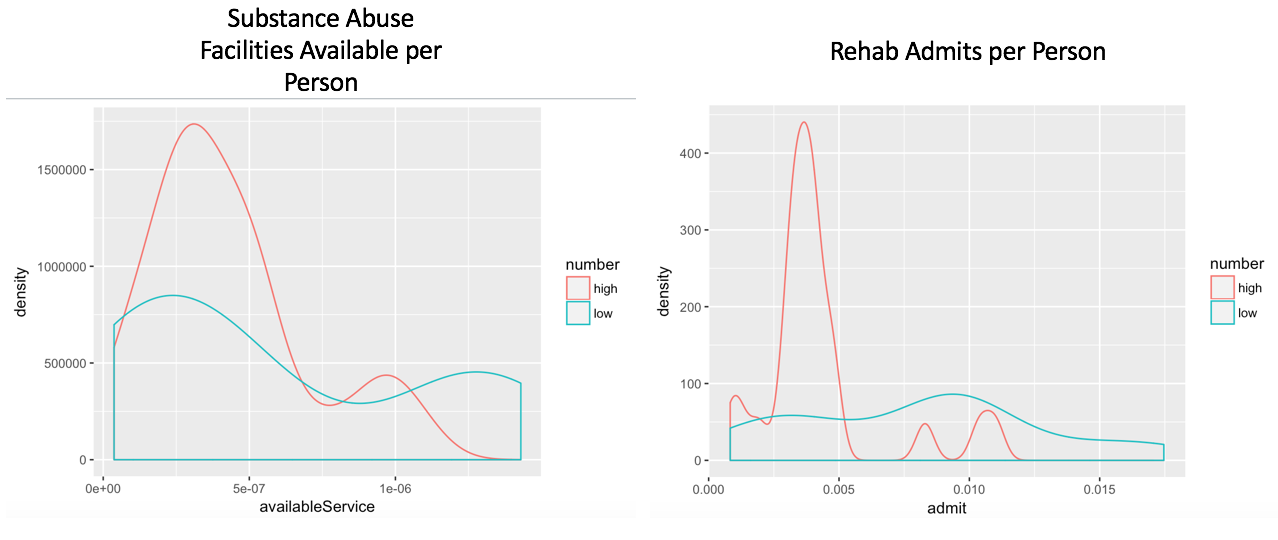 Substance Abuse
Facilities Available per
Person
density
1500000
1000000
500000
0
0e+00
5e-07
1e-06
availableService
number
high
low
Rehab Admits per Person
density
400
300
200
100
0
0.000
0.005
0.010
0.015
admit
number
high
low